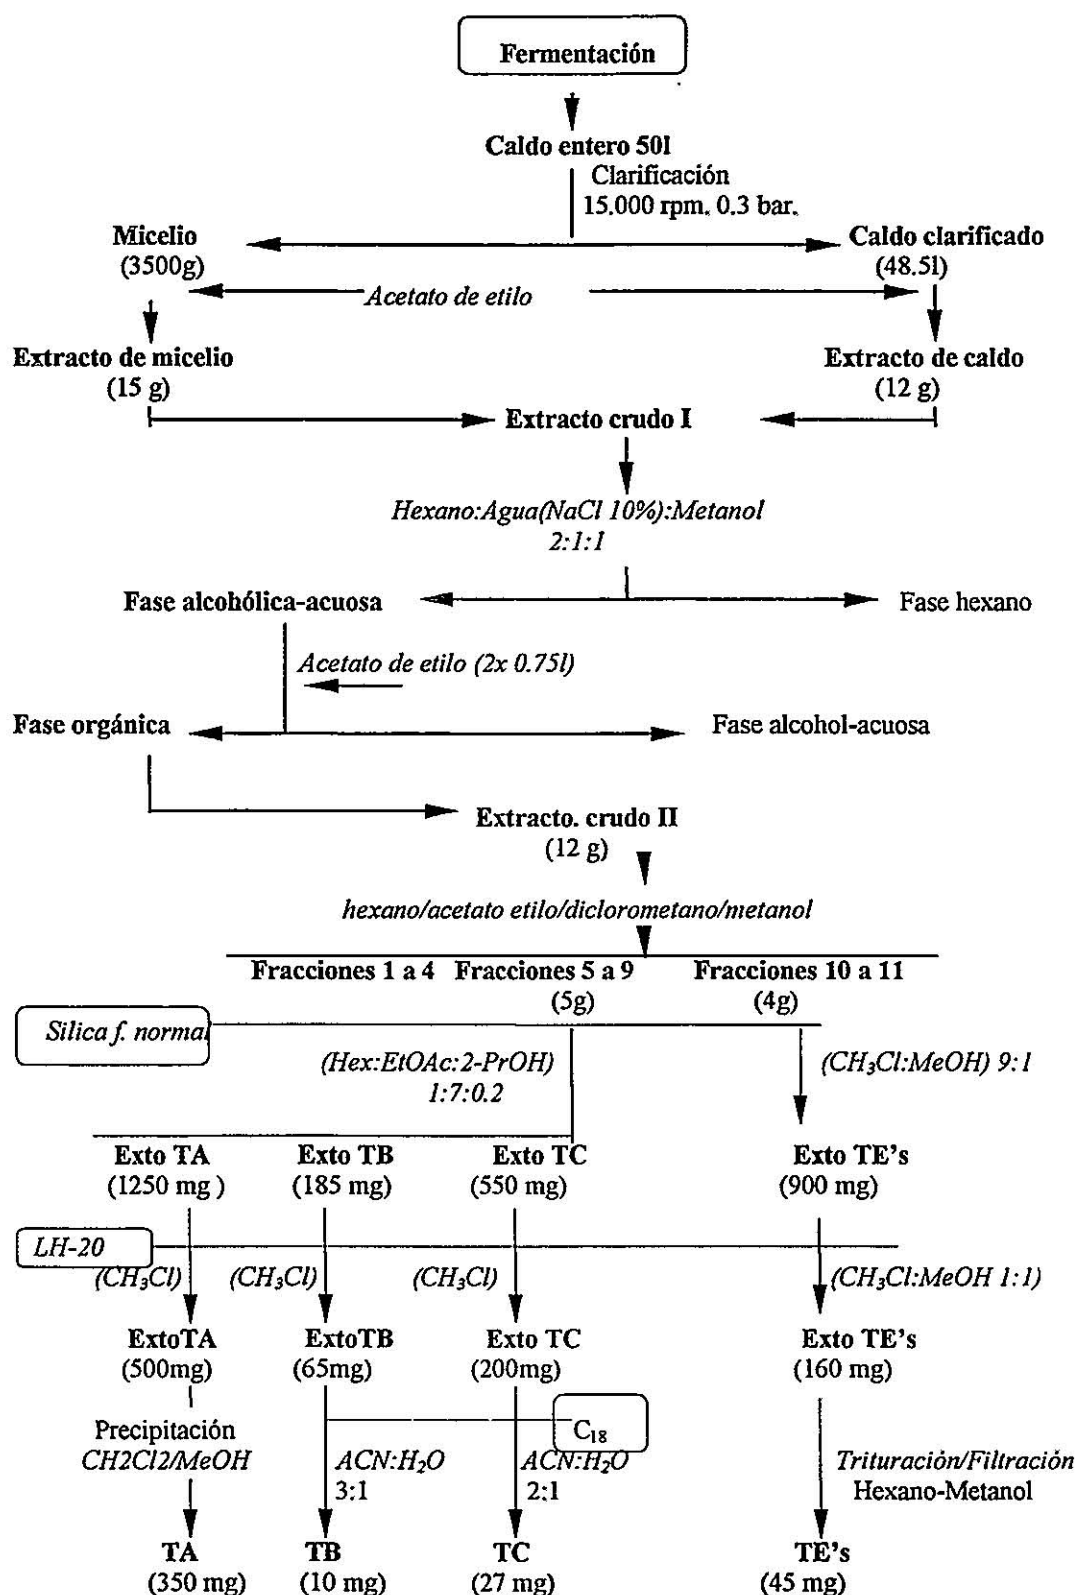 Fermentación
Caldo entero 50l
Clarificación
15.000 rpm. 0.3 bar.
Micelio
(3500g)
Caldo clarificado
(48.5l)
Acetato de etilo
Extracto de micelio
(15 g)
Extracto de caldo
(12 g)
Extracto crudo I
Hexano:Agua(NaCl 10%):Metanol
2:1:1
Fase alcohólica-acuosa
Fase hexano
Acetato de etilo (2x 0.75l)
Fase orgánica
Fase alcohol-acuosa
Extracto. crudo II
(12 g)
hexano/acetato etilo/diclorometano/metanol
Fracciones 1 a 4 Fracciones 5 a 9 Fracciones 10 a 11
(5g) (4g)
Silica f. normal
(Hex:EtOAc:2-PrOH)
1:7:0.2
(CH₃Cl:MeOH) 9:1
Exto TA Exto TB Exto TC Exto TE's
(1250 mg ) (185 mg) (550 mg) (900 mg)
LH-20
(CH₃Cl) (CH₃Cl) (CH₃Cl) (CH₃Cl:MeOH 1:1)
ExtoTA ExtoTB Exto TC Exto TE's
(500mg) (65mg) (200mg) (160 mg)
C₁₈
Precipitación
CH2Cl2/MeOH
ACN:H₂O
3:1
ACN:H₂O
2:1
Trituración/Filtración
Hexano-Metanol
TA TB TC TE's
(350 mg) (10 mg) (27 mg) (45 mg)